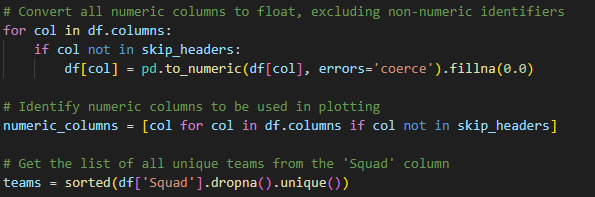 # Convert all numeric columns to float, excluding non-numeric identifiers
for col in df.columns:
    if col not in skip_headers:
        df[col] = pd.to_numeric(df[col], errors='coerce').fillna(0.0)

# Identify numeric columns to be used in plotting
numeric_columns = [col for col in df.columns if col not in skip_headers]

# Get the list of all unique teams from the 'Squad' column
teams = sorted(df['Squad'].dropna().unique())